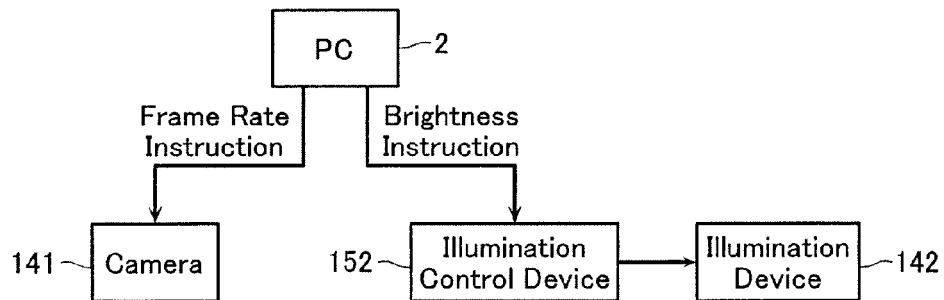 PC
2
Frame Rate
Instruction
Brightness
Instruction
141
Camera
152
Illumination
Control Device
Illumination
Device
142